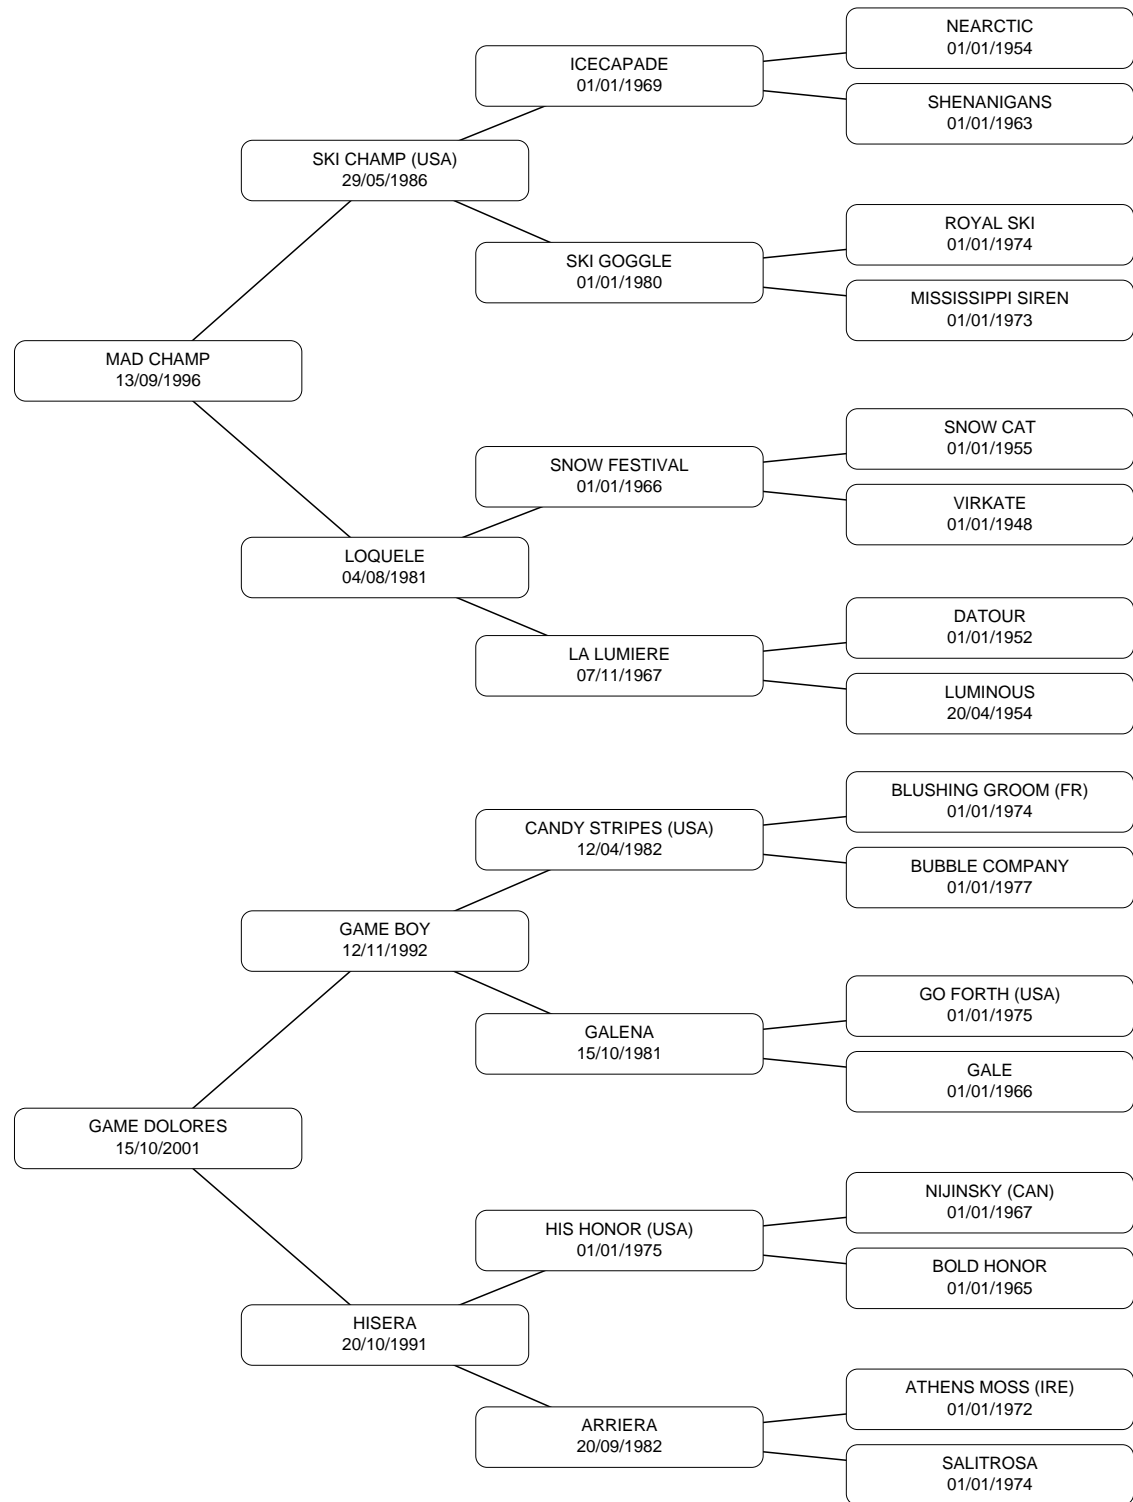 NEARCTIC
01/01/1954
ICECAPADE
01/01/1969
SHENANIGANS
01/01/1963
SKI CHAMP (USA)
29/05/1986
ROYAL SKI
01/01/1974
SKI GOGGLE
01/01/1980
MISSISSIPPI SIREN
01/01/1973
MAD CHAMP
13/09/1996
SNOW CAT
01/01/1955
SNOW FESTIVAL
01/01/1966
VIRKATE
01/01/1948
LOQUELE
04/08/1981
DATOUR
01/01/1952
LA LUMIERE
07/11/1967
LUMINOUS
20/04/1954
BLUSHING GROOM (FR)
01/01/1974
CANDY STRIPES (USA)
12/04/1982
BUBBLE COMPANY
01/01/1977
GAME BOY
12/11/1992
GO FORTH (USA)
01/01/1975
GALENA
15/10/1981
GALE
01/01/1966
GAME DOLORES
15/10/2001
NIJINSKY (CAN)
01/01/1967
HIS HONOR (USA)
01/01/1975
BOLD HONOR
01/01/1965
HISERA
20/10/1991
ATHENS MOSS (IRE)
01/01/1972
ARRIERA
20/09/1982
SALITROSA
01/01/1974